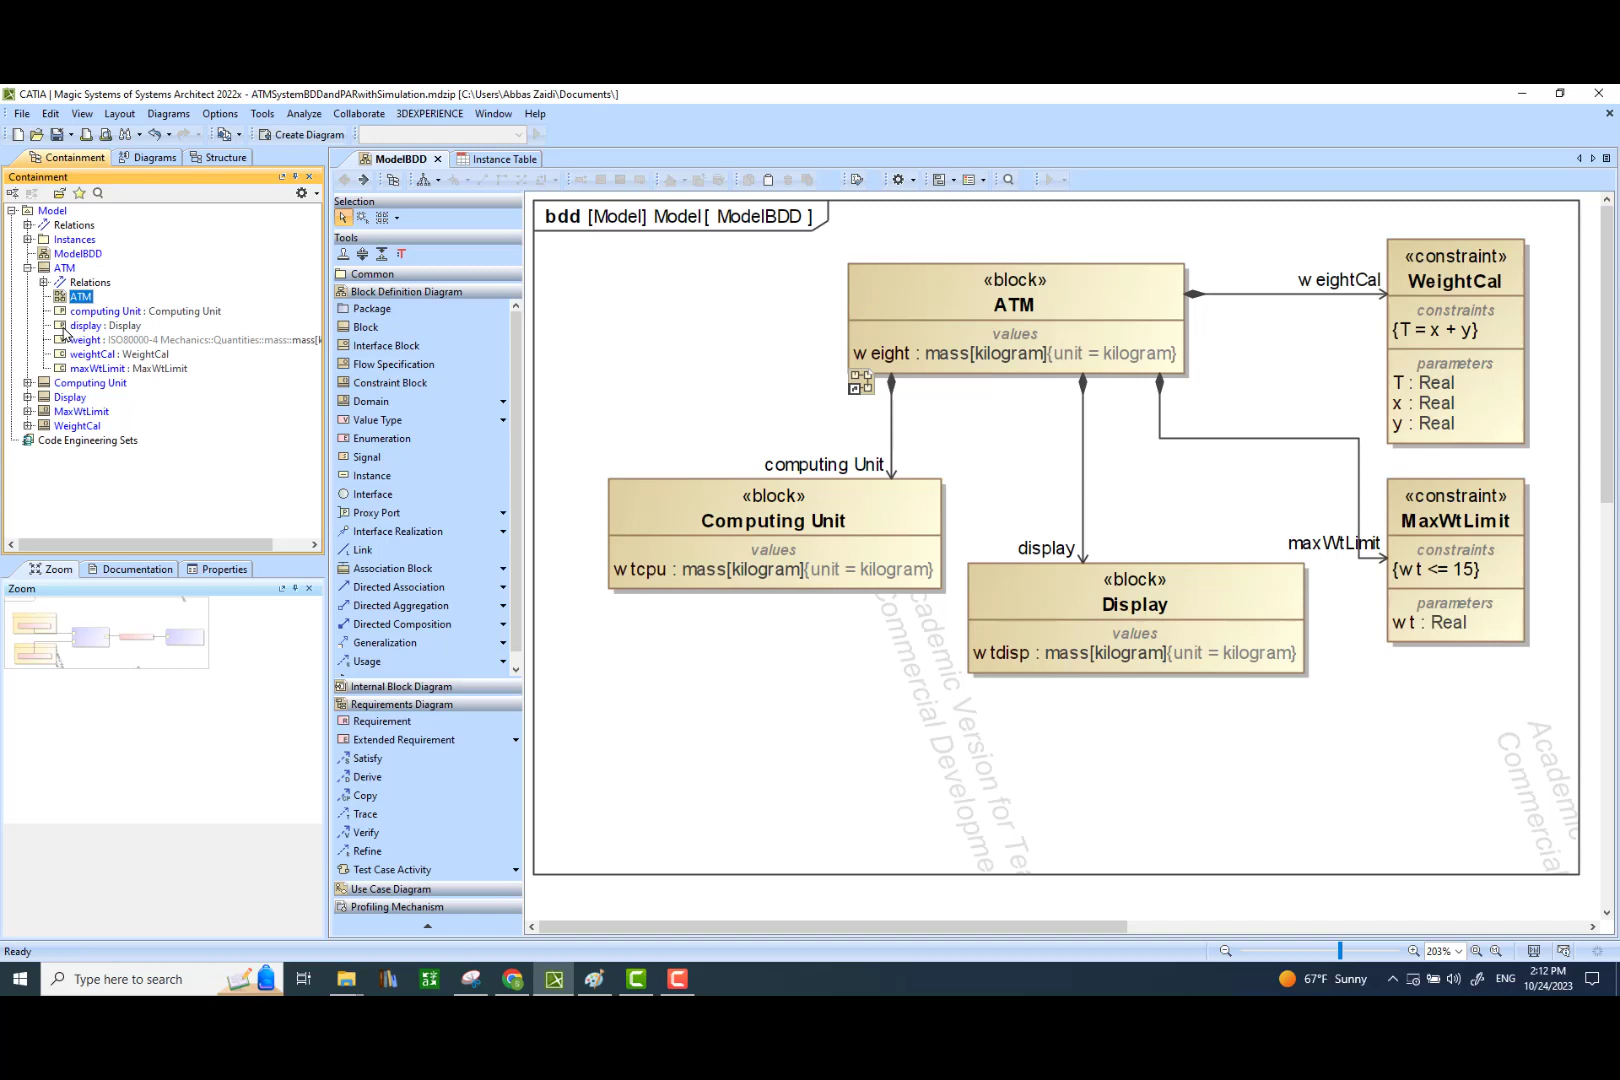 CATIA | Magic Systems of Systems Architect 2022x - ATMSystemBDDandPARwithSimulation.mdzip [C:\Users\Abbas Zaidi\Documents\]
File Edit View Layout Diagrams Options Tools Analyze Collaborate 3DEXPERIENCE Window Help
Create Diagram
Containment Diagrams Structure
Containment
Model
Relations
Instances
ModelBDD
ATM
Relations
ATM
computing Unit : Computing Unit
display : Display
weight : ISO80000-4 Mechanics::Quantities::mass::mass[k
weightCal : WeightCal
maxWtLimit : MaxWtLimit
Computing Unit
Display
MaxWtLimit
WeightCal
Code Engineering Sets
Zoom Documentation Properties
Zoom
ModelBDD Instance Table
Selection
Tools
Common
Block Definition Diagram
Package
Block
Interface Block
Flow Specification
Constraint Block
Domain
Value Type
Enumeration
Signal
Instance
Interface
Proxy Port
Interface Realization
Link
Association Block
Directed Association
Directed Aggregation
Directed Composition
Generalization
Usage
Internal Block Diagram
Requirements Diagram
Requirement
Extended Requirement
Satisfy
Derive
Copy
Trace
Verify
Refine
Test Case Activity
Use Case Diagram
Profiling Mechanism
bdd [Model] Model [ ModelBDD ]
«block»
ATM
values
weight : mass[kilogram]{unit = kilogram}
weightCal
«constraint»
WeightCal
constraints
{T = x + y}
parameters
T : Real
x : Real
y : Real
computing Unit
«block»
Computing Unit
values
wtcpu : mass[kilogram]{unit = kilogram}
display
«block»
Display
values
wtdisp : mass[kilogram]{unit = kilogram}
maxWtLimit
«constraint»
MaxWtLimit
constraints
{wt <= 15}
parameters
wt : Real
Academic Version for Te
Commercial Developme
Academic
Commercial
Ready
203%
Type here to search
67°F Sunny
ENG
2:12 PM
10/24/2023